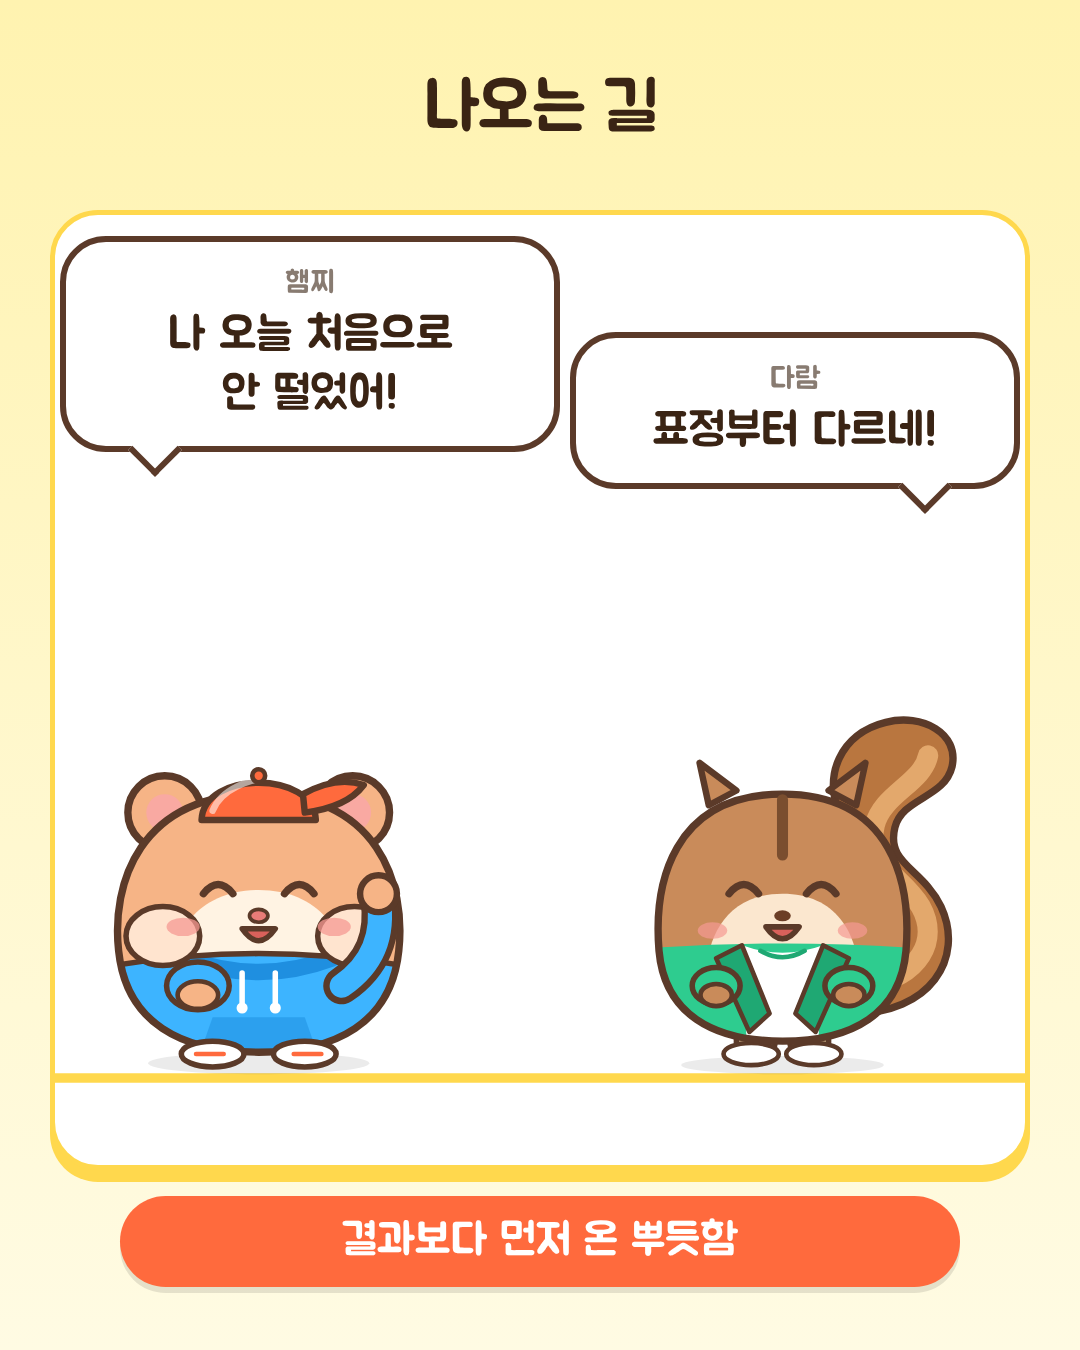 나오는 길
햄찌
나 오늘 처음으로
안 떨었어!
다람
표정부터 다르네!
결과보다 먼저 온 뿌듯함